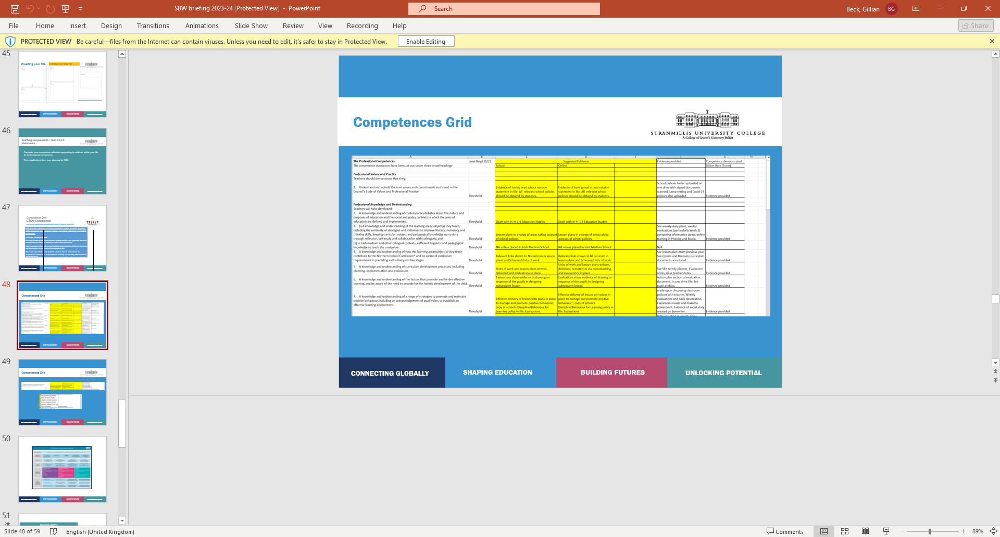 SBW briefing 2023-24 [Protected View] - PowerPoint
Search
Beck, Gillian
BG
File Home Insert Design Transitions Animations Slide Show Review View Recording Help
Share
PROTECTED VIEW Be careful—files from the Internet can contain viruses. Unless you need to edit, it's safer to stay in Protected View.
Enable Editing
45
Creating your file
46
Teaching Requirements - Year II B.Ed.
Mainstream
47
Competence Grid
GTCNI Competences
48
Competences Grid
49
Competences Grid
50
51
Competences Grid
STRANMILLIS UNIVERSITY COLLEGE
A College of Queen's University Belfast
A B C D E F G H
The Professional Competences
Level Reqd 20/21
Suggested Evidence
Evidence provided
Competence demonstrated
The competence statements have been set out under three broad headings:
School
Online
Gillian Beck (Tutor)
Professional Values and Practice
Teachers should demonstrate that they:
1. Understand and uphold the core values and commitments enshrined in the
Council's Code of Values and Professional Practice.
Threshold
Evidence of having read school mission
statement in file. All relevant school policies
should be obtaind by students.
Evidence of having read school mission
statement in file. All relevant school
policies should be obtaind by students.
School policies folder uploaded on
one drive with signed documents
scanned. Lamp testing and Covid-19
policies also uploaded.
Evidence provided
Professional Knowledge and Understanding
Teachers will have developed:
2. A knowledge and understanding of contemporary debates about the nature and
purposes of education and the social and policy contexts in which the aims of
education are defined and implemented.
Threshold
Dealt with in Yr 1-4 Education Studies
Dealt with in Yr 1-4 Education Studies
3. (i) A knowledge and understanding of the learning area/subject(s) they teach,
including the centrality of strategies and initiatives to improve literacy, numeracy and
thinking skills, keeping curricular, subject and pedagogical knowledge up-to-date
through reflection, self-study and collaboration with colleagues; and
Threshold
Lesson plans in a range of areas taking account
of school policies
Lesson plans in a range of areas taking
account of school policies
See weekly-daily plans, weekly
evaluations (particularly Week 2)
containing information about online
training in Phonics and Music.
Evidence provided
(ii) in Irish medium and other bilingual contexts, sufficient linguistic and pedagogical
knowledge to teach the curriculum.
Threshold
NA unless placed in Irish Medium School
NA unless placed in Irish Medium School
N/A
4. A knowledge and understanding of how the learning area/subject(s) they teach
contribute to the Northern Ireland Curriculum* and be aware of curriculum
requirements in preceding and subsequent key stages.
Threshold
Relevant links shown to NI curricum in lesson
plans and Schemes/Units of work
Relevant links shown to NI curricum in
lesson plans and Schemes/Units of work
See lesson plans from previous year.
See Q skills and Recovery curriculum
documents annotated.
Evidence provided
5. A knowledge and understanding of curriculum development processes, including
planning, implementation and evaluation.
Threshold
Units of work and Lesson plans written,
delivered and evaluations in place
Units of work and Lesson plans written,
delivered, remotely or via microteaching,
and evaluations in place
See SEN termly planner, Evaluation
notes, class teacher notes.
Evidence provided
6. A knowledge and understanding of the factors that promote and hinder effective
learning, and be aware of the need to provide for the holistic development of the child.
Threshold
Evaluations show evidence of drawing on
response of the pupils in designing
subsequent lesson
Evaluations show evidence of drawing on
response of the pupils in designing
subsequent lesson
Action plan section of evaluation
document: in one drive file. See
pupil profiles.
Evidence provided
7. A knowledge and understanding of a range of strategies to promote and maintain
positive behaviour, including an acknowledgement of pupil voice, to establish an
effective learning environment.
Threshold
Effective delivery of lesson with plans in place
to manage and promote positive behaviour;
copy of school's Discipline/Behaviour for
Learning policy in file. Evaluations
Effective delivery of lesson with plans in
place to manage and promote positive
behaviour; ; copy of school's
Discipline/Behaviour for Learning policy in
file. Evaluations
made upon discussing classroom
policies with teacher. Weekly
evaluations and daily observation.
Classroom visuals and makaton
powerpoint. Evidence of social story
created on Symwriter.
Evidence provided
CONNECTING GLOBALLY
SHAPING EDUCATION
BUILDING FUTURES
UNLOCKING POTENTIAL
Slide 48 of 59
English (United Kingdom)
Comments
89%